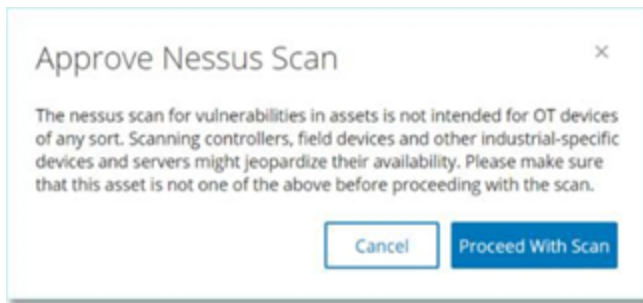 Approve Nessus Scan
The nessus scan for vulnerabilities in assets is not intended for OT devices
of any sort. Scanning controllers, field devices and other industrial-specific
devices and servers might jeopardize their availability. Please make sure
that this asset is not one of the above before proceeding with the scan.
Cancel
Proceed With Scan